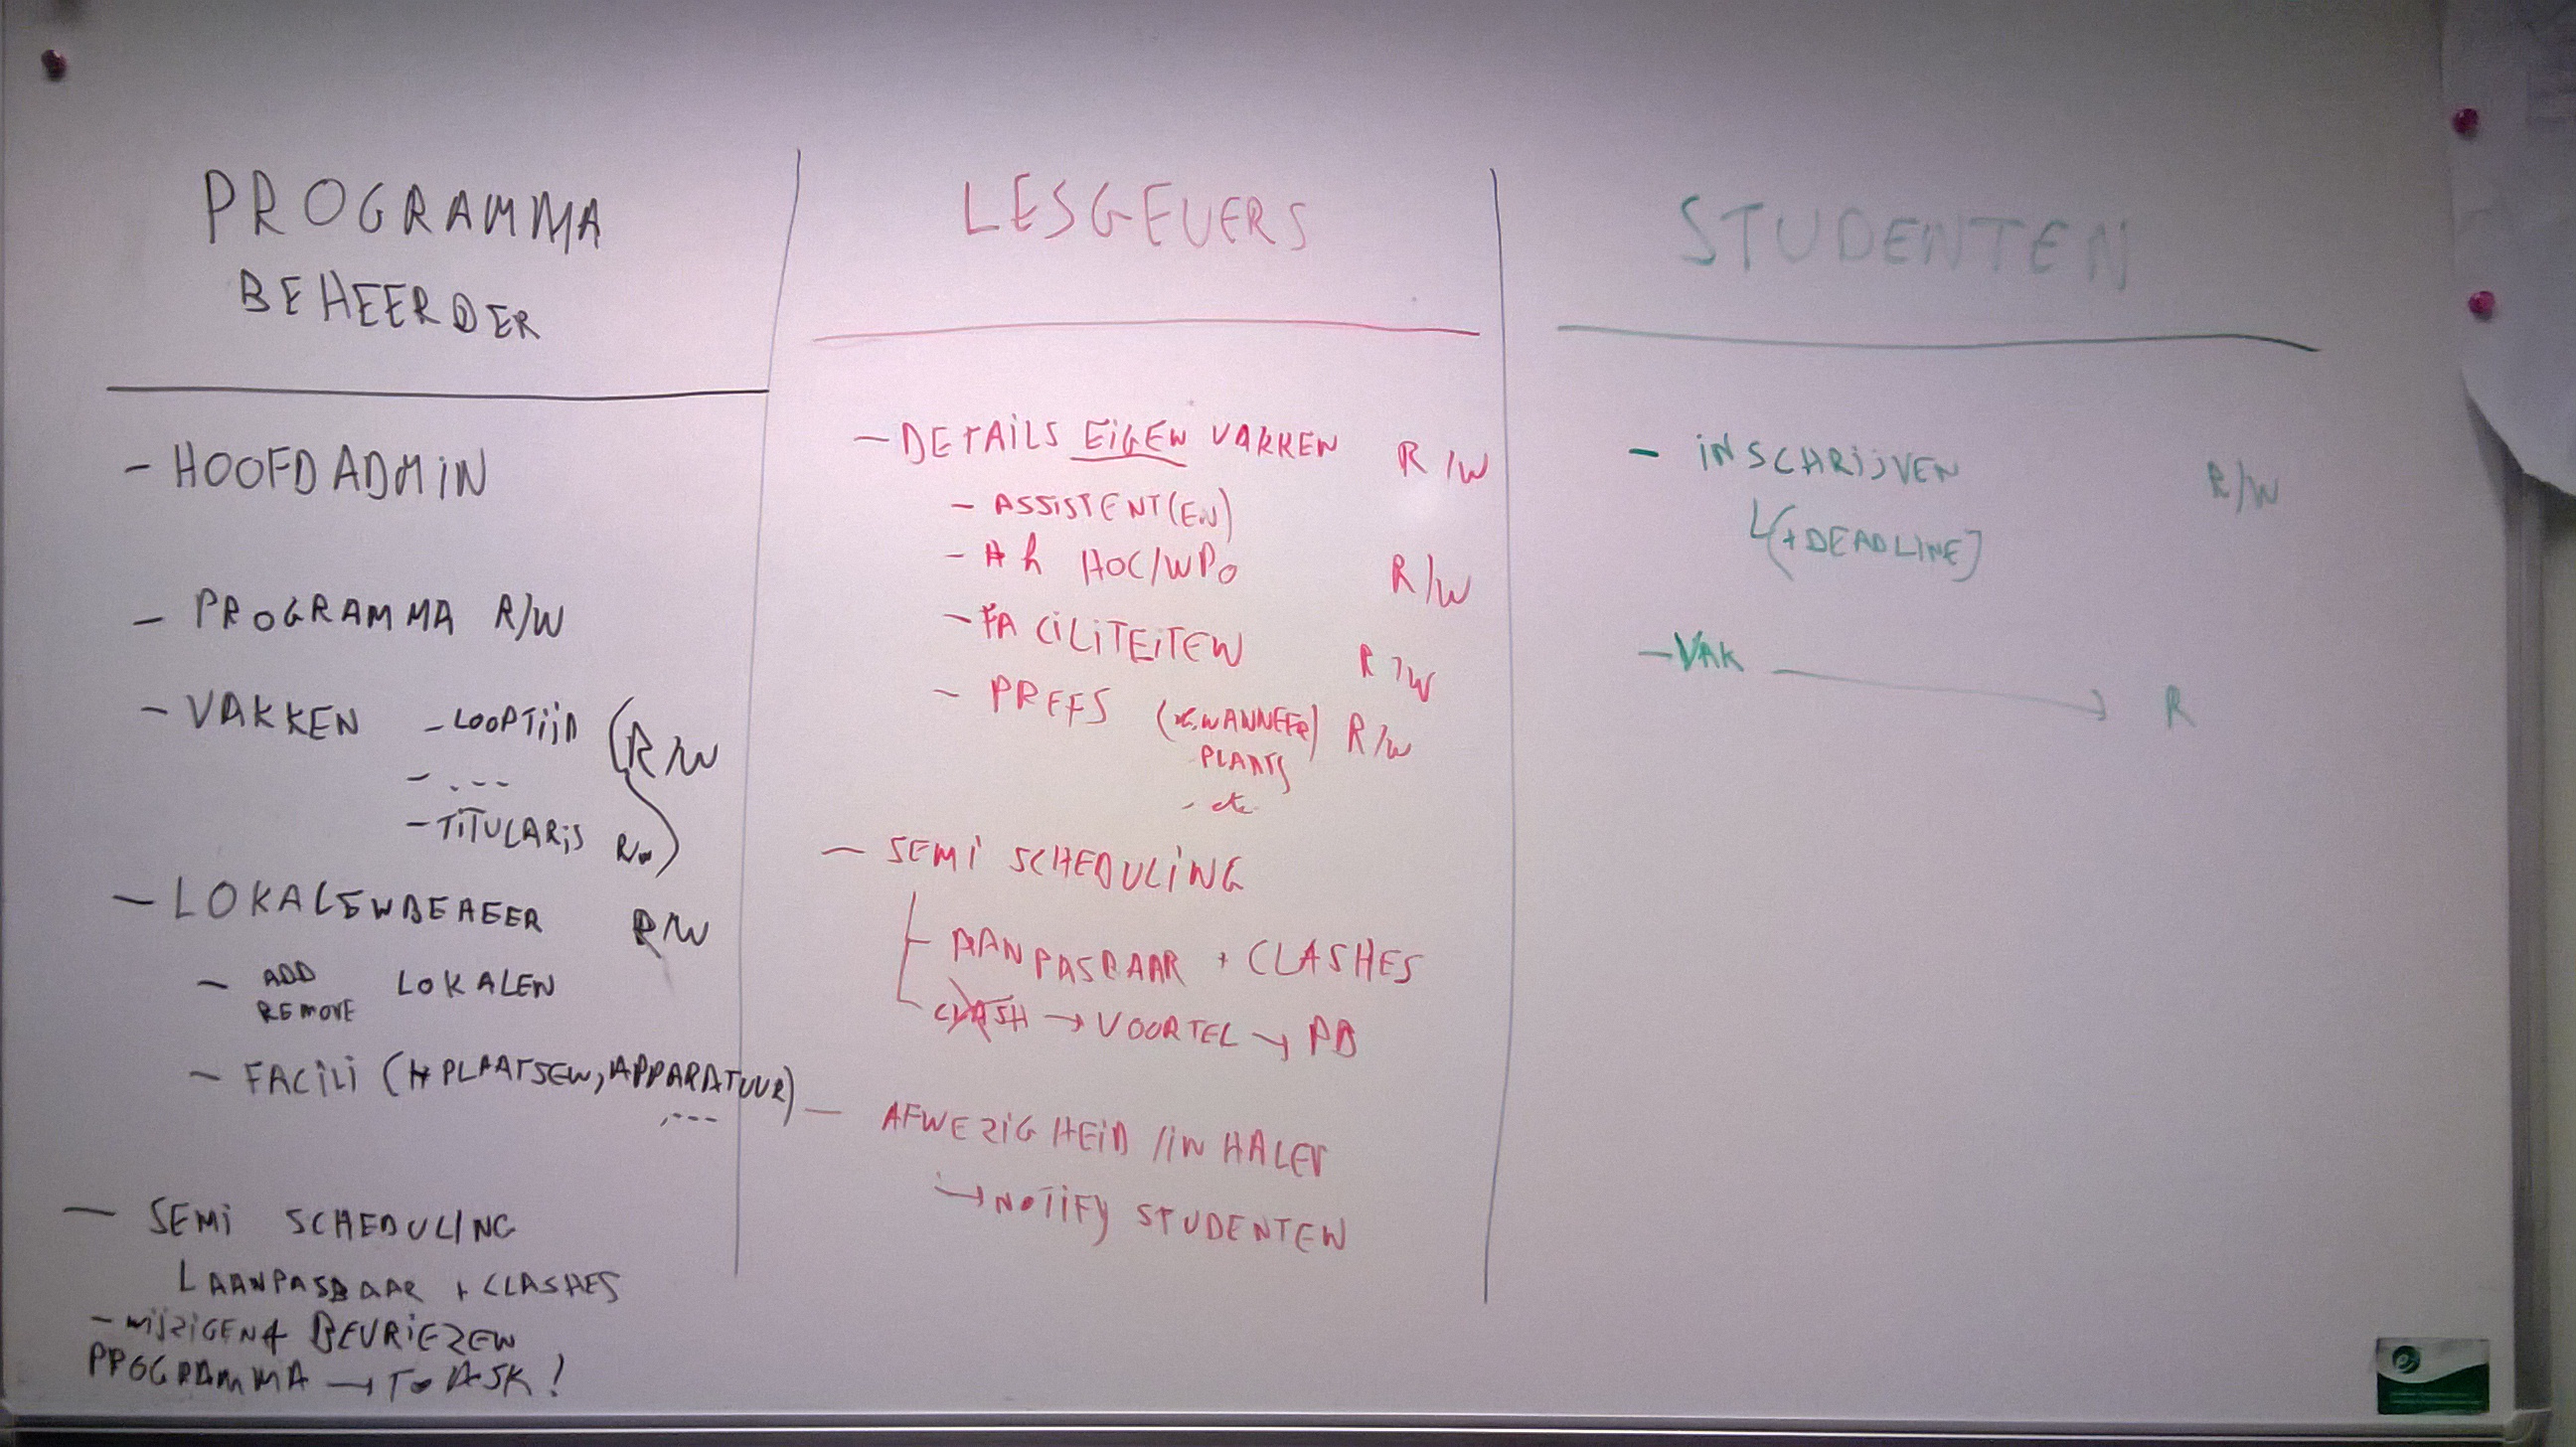 PROGRAMMA
BEHEERDER
- HOOFDADMIN
- PROGRAMMA R/W
- VAKKEN - LOOPTIJD (R/W
- ...
- TITULARIS RW)
- LOKALENBEHEER R/W
- ADD LOKALEN
REMOVE
- FACILI (# PLAATSEN, APPARATUUR)
, ...
- SEMI SCHEDULING
AANPASBAAR + CLASHES
- WIJZIGEN & BEVRIEZEN
PROGRAMMA → TO ASK!
LESGEVERS
- DETAILS EIGEN VAKKEN R/W
- ASSISTENT(EN)
- # h HOC/WPO R/W
- FACILITEITEN R/W
- PREFS (WANNEER) R/W
PLAATS
- etc
- SEMI SCHEDULING
AANPASBAAR + CLASHES
CLASH → VOORTEL → PB
- AFWEZIGHEID / INHALEN
→ NOTIFY STUDENTEN
STUDENTEN
- INSCHRIJVEN R/W
(+ DEADLINE)
- VAK → R